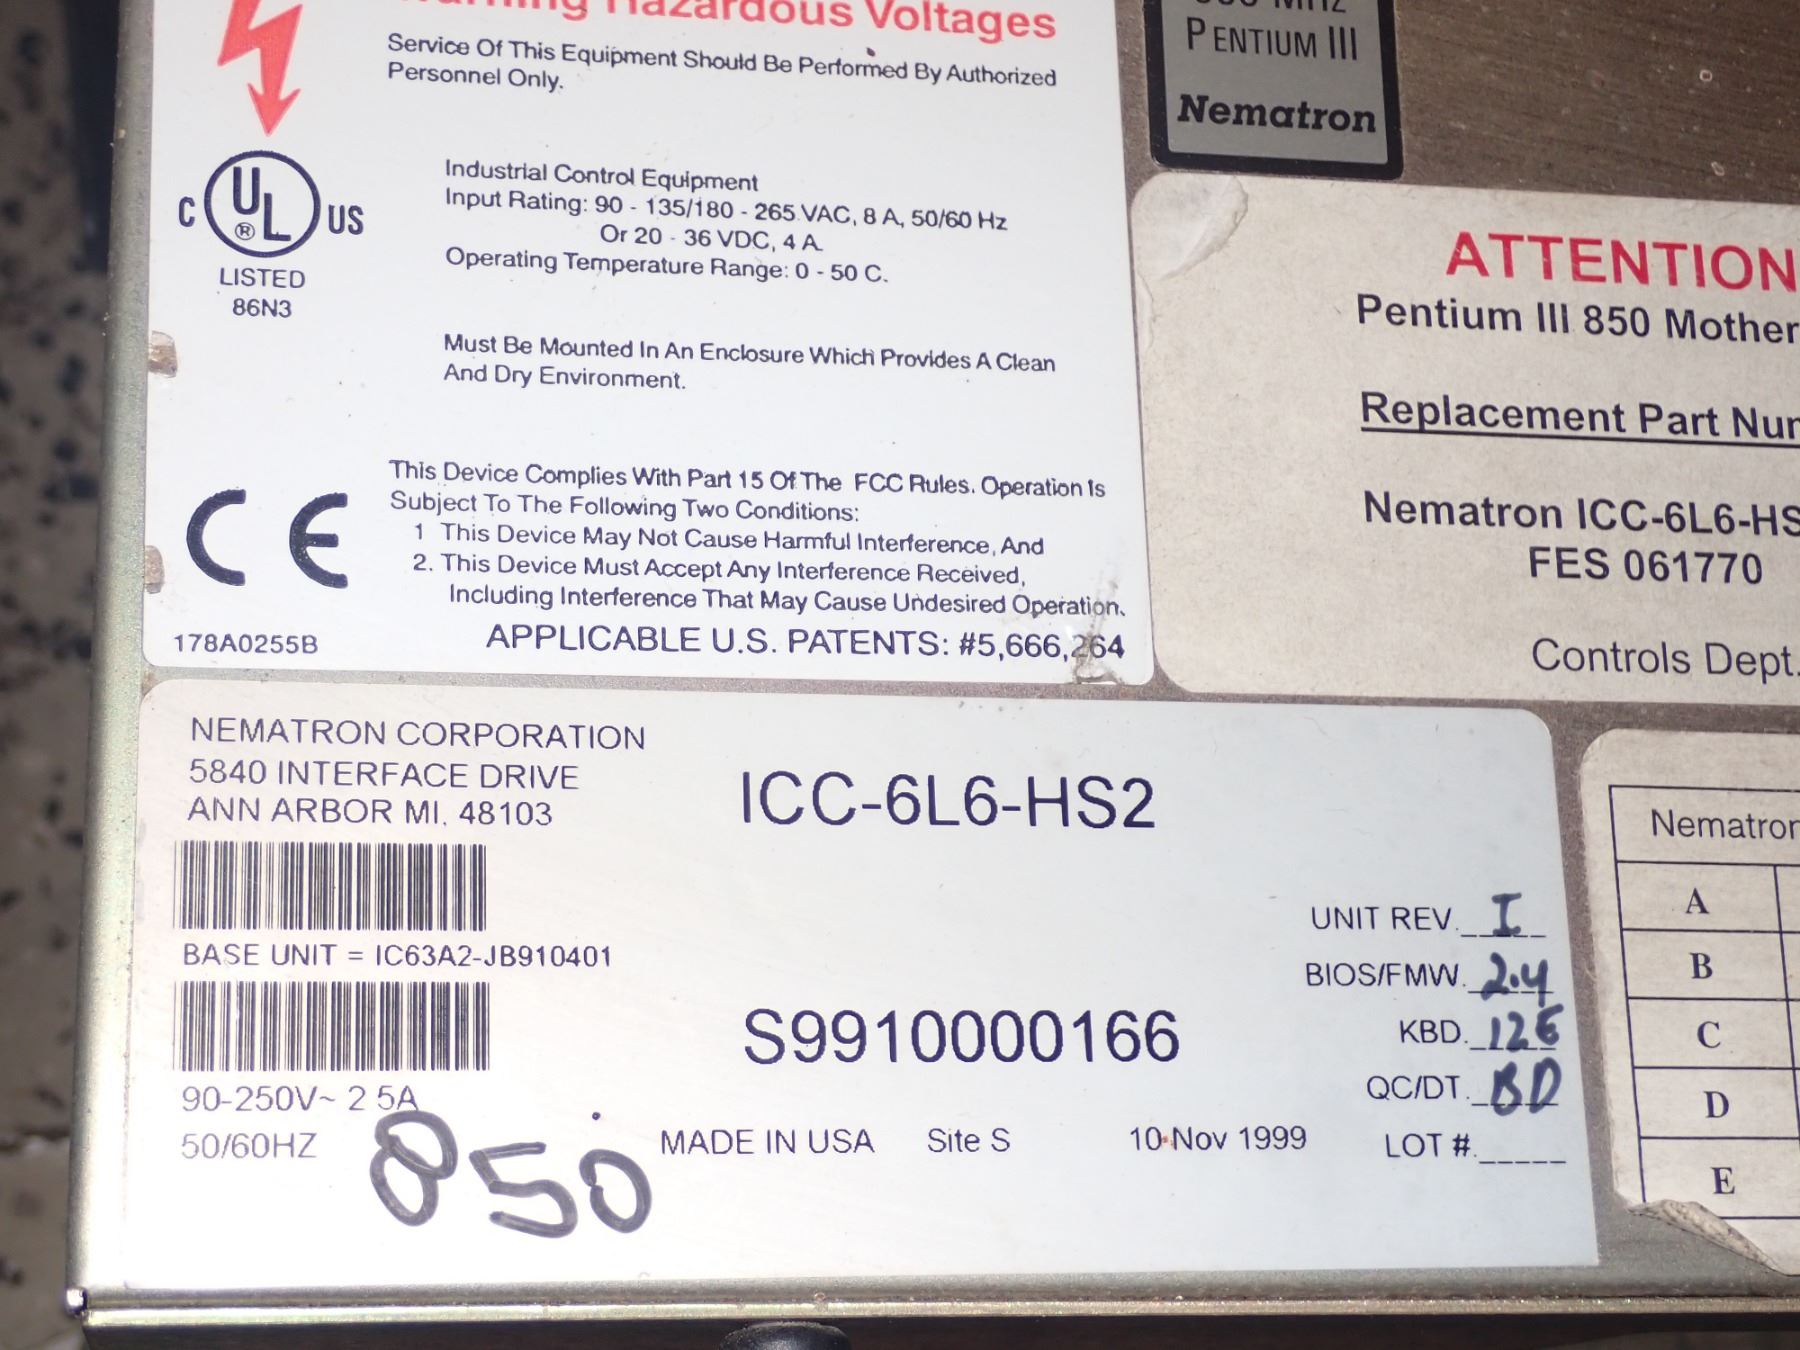 Hazardous Voltages
Service Of This Equipment Should Be Performed By Authorized
Personnel Only.
C UL ® US
LISTED
86N3
Industrial Control Equipment
Input Rating: 90 - 135/180 - 265 VAC, 8 A, 50/60 Hz
Or 20 - 36 VDC, 4 A
Operating Temperature Range: 0 - 50 C.
Must Be Mounted In An Enclosure Which Provides A Clean
And Dry Environment.
CE
This Device Complies With Part 15 Of The FCC Rules. Operation Is
Subject To The Following Two Conditions:
1 This Device May Not Cause Harmful Interference, And
2. This Device Must Accept Any Interference Received,
Including Interference That May Cause Undesired Operation.
178A0255B
APPLICABLE U.S. PATENTS: #5,666,264
PENTIUM III
Nematron
ATTENTION
Pentium III 850 Mother
Replacement Part Num
Nematron ICC-6L6-HS
FES 061770
Controls Dept.
NEMATRON CORPORATION
5840 INTERFACE DRIVE
ANN ARBOR MI. 48103
ICC-6L6-HS2
BASE UNIT = IC63A2-JB910401
S9910000166
90-250V~ 2 5A
50/60HZ
850
MADE IN USA Site S 10 Nov 1999
UNIT REV. I
BIOS/FMW. 2.4
KBD. 12E
QC/DT. BD
LOT #.
Nematron
A
B
C
D
E